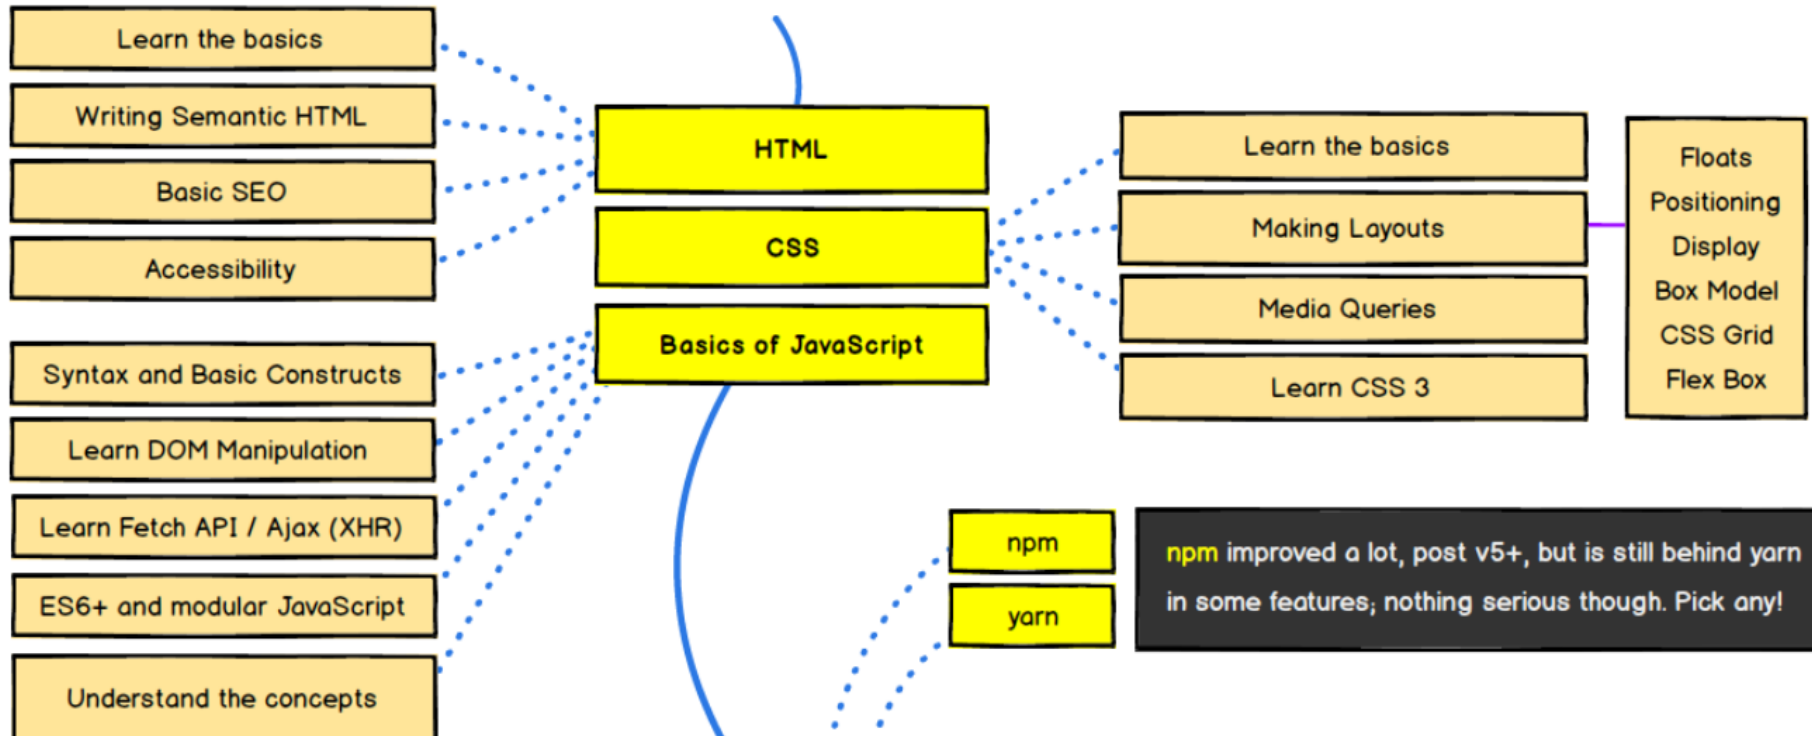 Learn the basics
Writing Semantic HTML
Basic SEO
Accessibility
HTML
CSS
Basics of JavaScript
Learn the basics
Making Layouts
Media Queries
Learn CSS 3
Floats
Positioning
Display
Box Model
CSS Grid
Flex Box
Syntax and Basic Constructs
Learn DOM Manipulation
Learn Fetch API / Ajax (XHR)
ES6+ and modular JavaScript
Understand the concepts
npm
yarn
npm improved a lot, post v5+, but is still behind yarn
in some features; nothing serious though. Pick any!